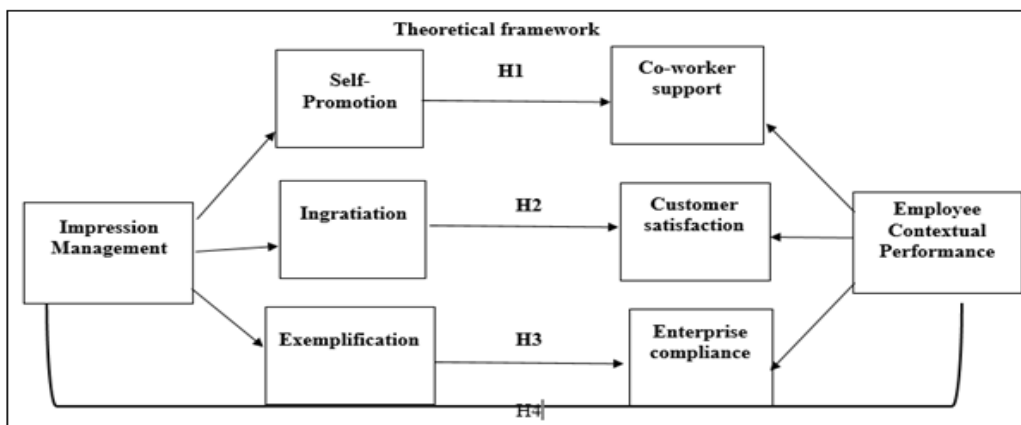 Theoretical framework
Self-
Promotion
H1
Co-worker
support
Impression
Management
Ingratiation
H2
Customer
satisfaction
Employee
Contextual
Performance
Exemplification
H3
Enterprise
compliance
H4